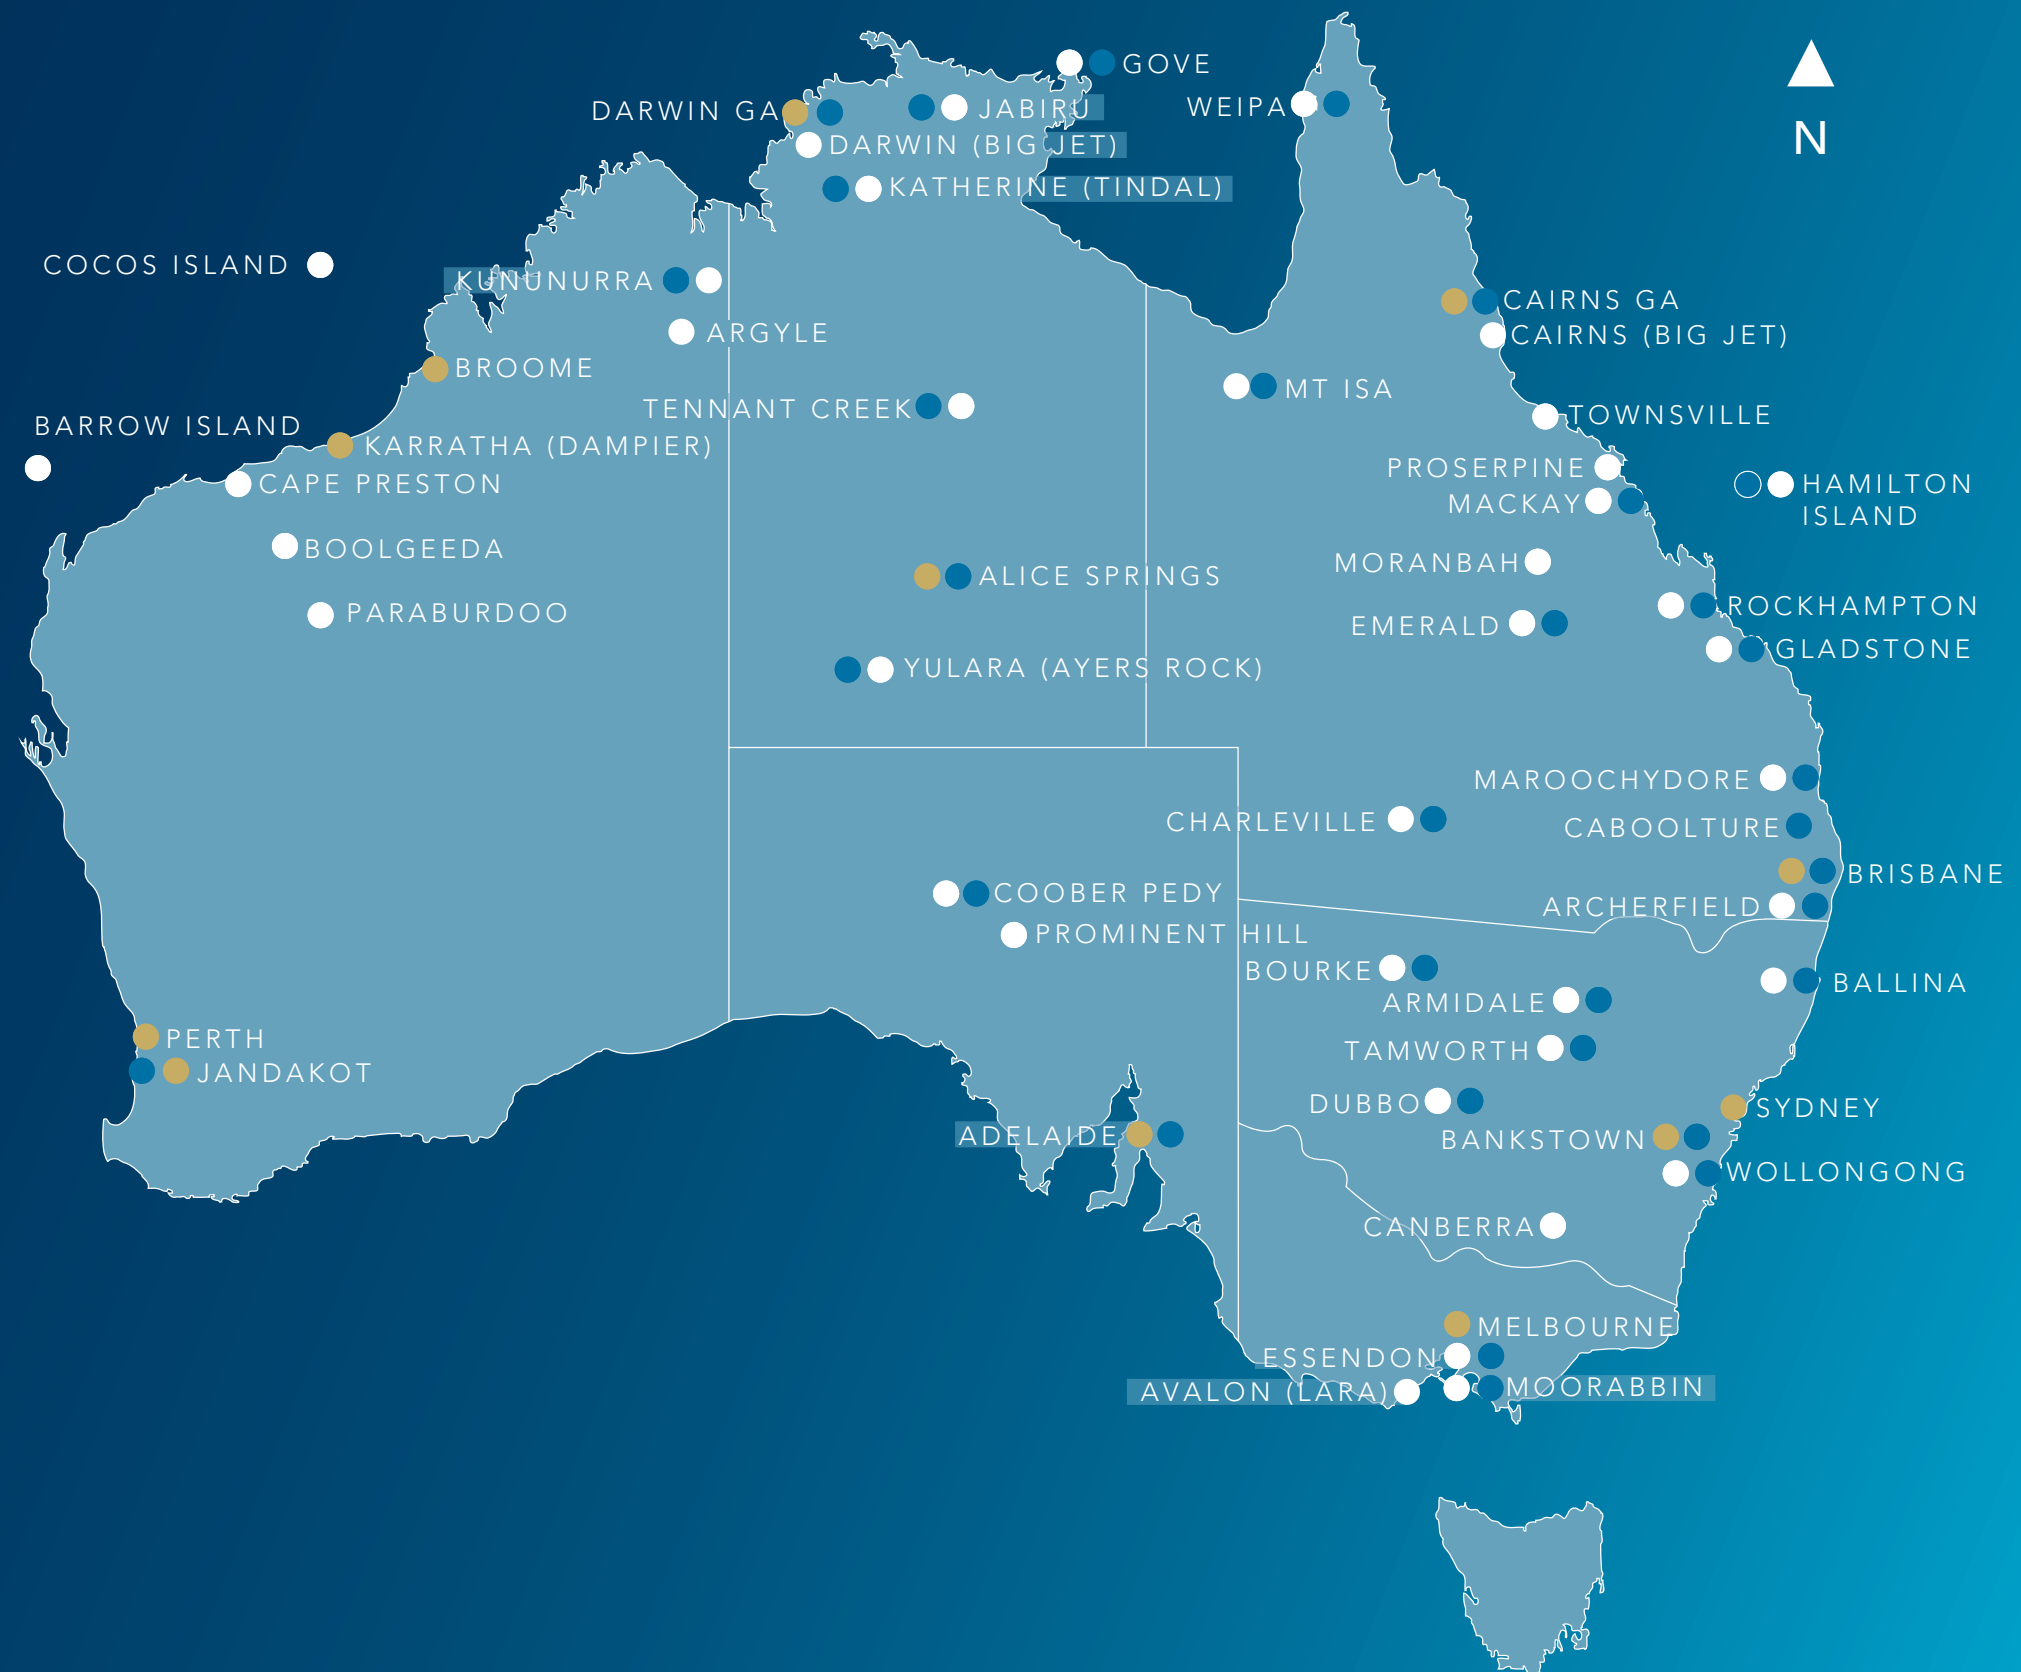 GOVE
DARWIN GA
JABIRU
WEIPA
N
DARWIN (BIG JET)
KATHERINE (TINDAL)
COCOS ISLAND
KUNUNURRA
CAIRNS GA
ARGYLE
CAIRNS (BIG JET)
BROOME
MT ISA
TENNANT CREEK
TOWNSVILLE
BARROW ISLAND
KARRATHA (DAMPIER)
PROSERPINE
CAPE PRESTON
HAMILTON
ISLAND
MACKAY
BOOLGEEDA
MORANBAH
ALICE SPRINGS
PARABURDOO
ROCKHAMPTON
EMERALD
GLADSTONE
YULARA (AYERS ROCK)
MAROOCHYDORE
CHARLEVILLE
CABOOLTURE
BRISBANE
COOBER PEDY
ARCHERFIELD
PROMINENT HILL
BOURKE
BALLINA
ARMIDALE
PERTH
TAMWORTH
JANDAKOT
DUBBO
SYDNEY
ADELAIDE
BANKSTOWN
WOLLONGONG
CANBERRA
MELBOURNE
ESSENDON
AVALON (LARA)
MOORABBIN